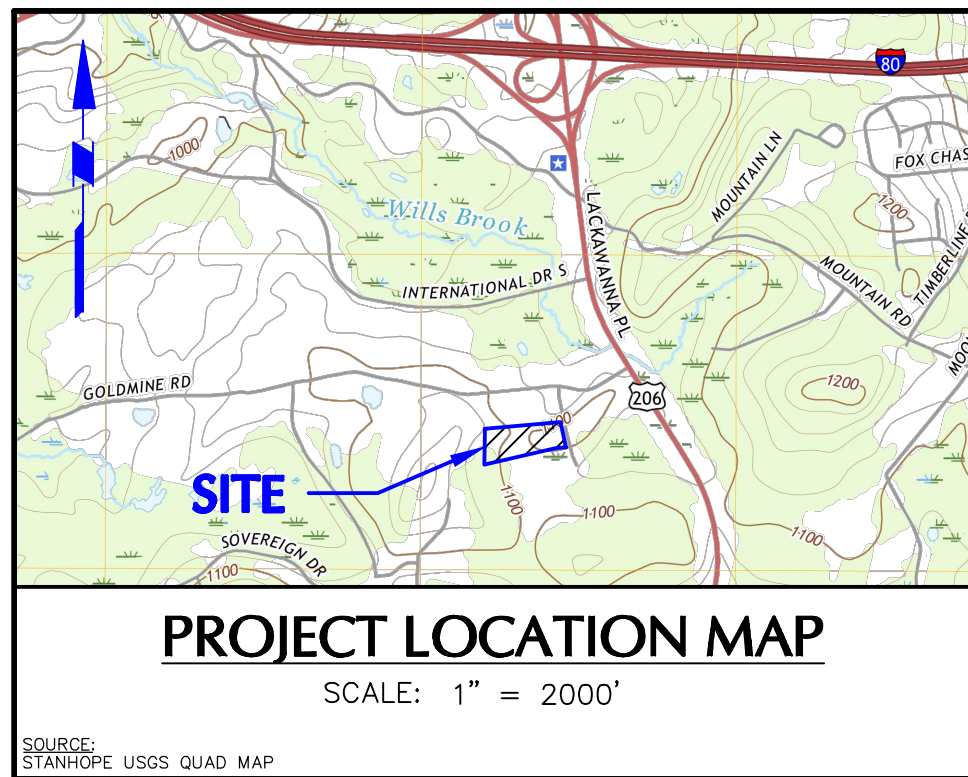 80
1000
MOUNTAIN LN
FOX CHAS
1200
Wills Brook
LACKAWANNA PL
TIMBERLINE
MOUNTAIN RD
INTERNATIONAL DR S
MOO
GOLDMINE RD
206
1200
1100
SITE
1100
1100
1100
SOVEREIGN DR
1100
PROJECT LOCATION MAP
SCALE: 1" = 2000'
SOURCE:
STANHOPE USGS QUAD MAP